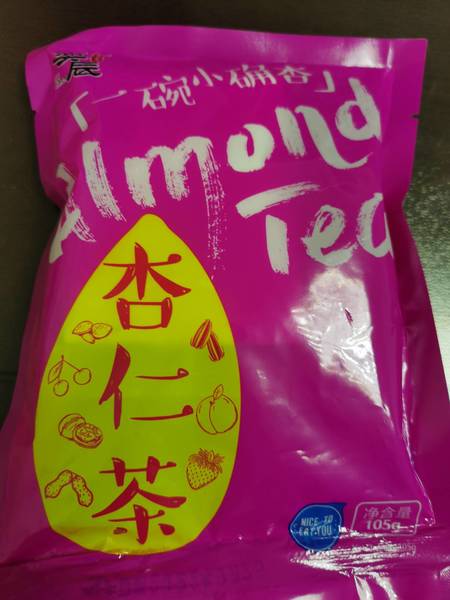 「一碗小确杏」
Almond
Tea
杏仁茶
NICE TO
EAT YOU
净含量
105g